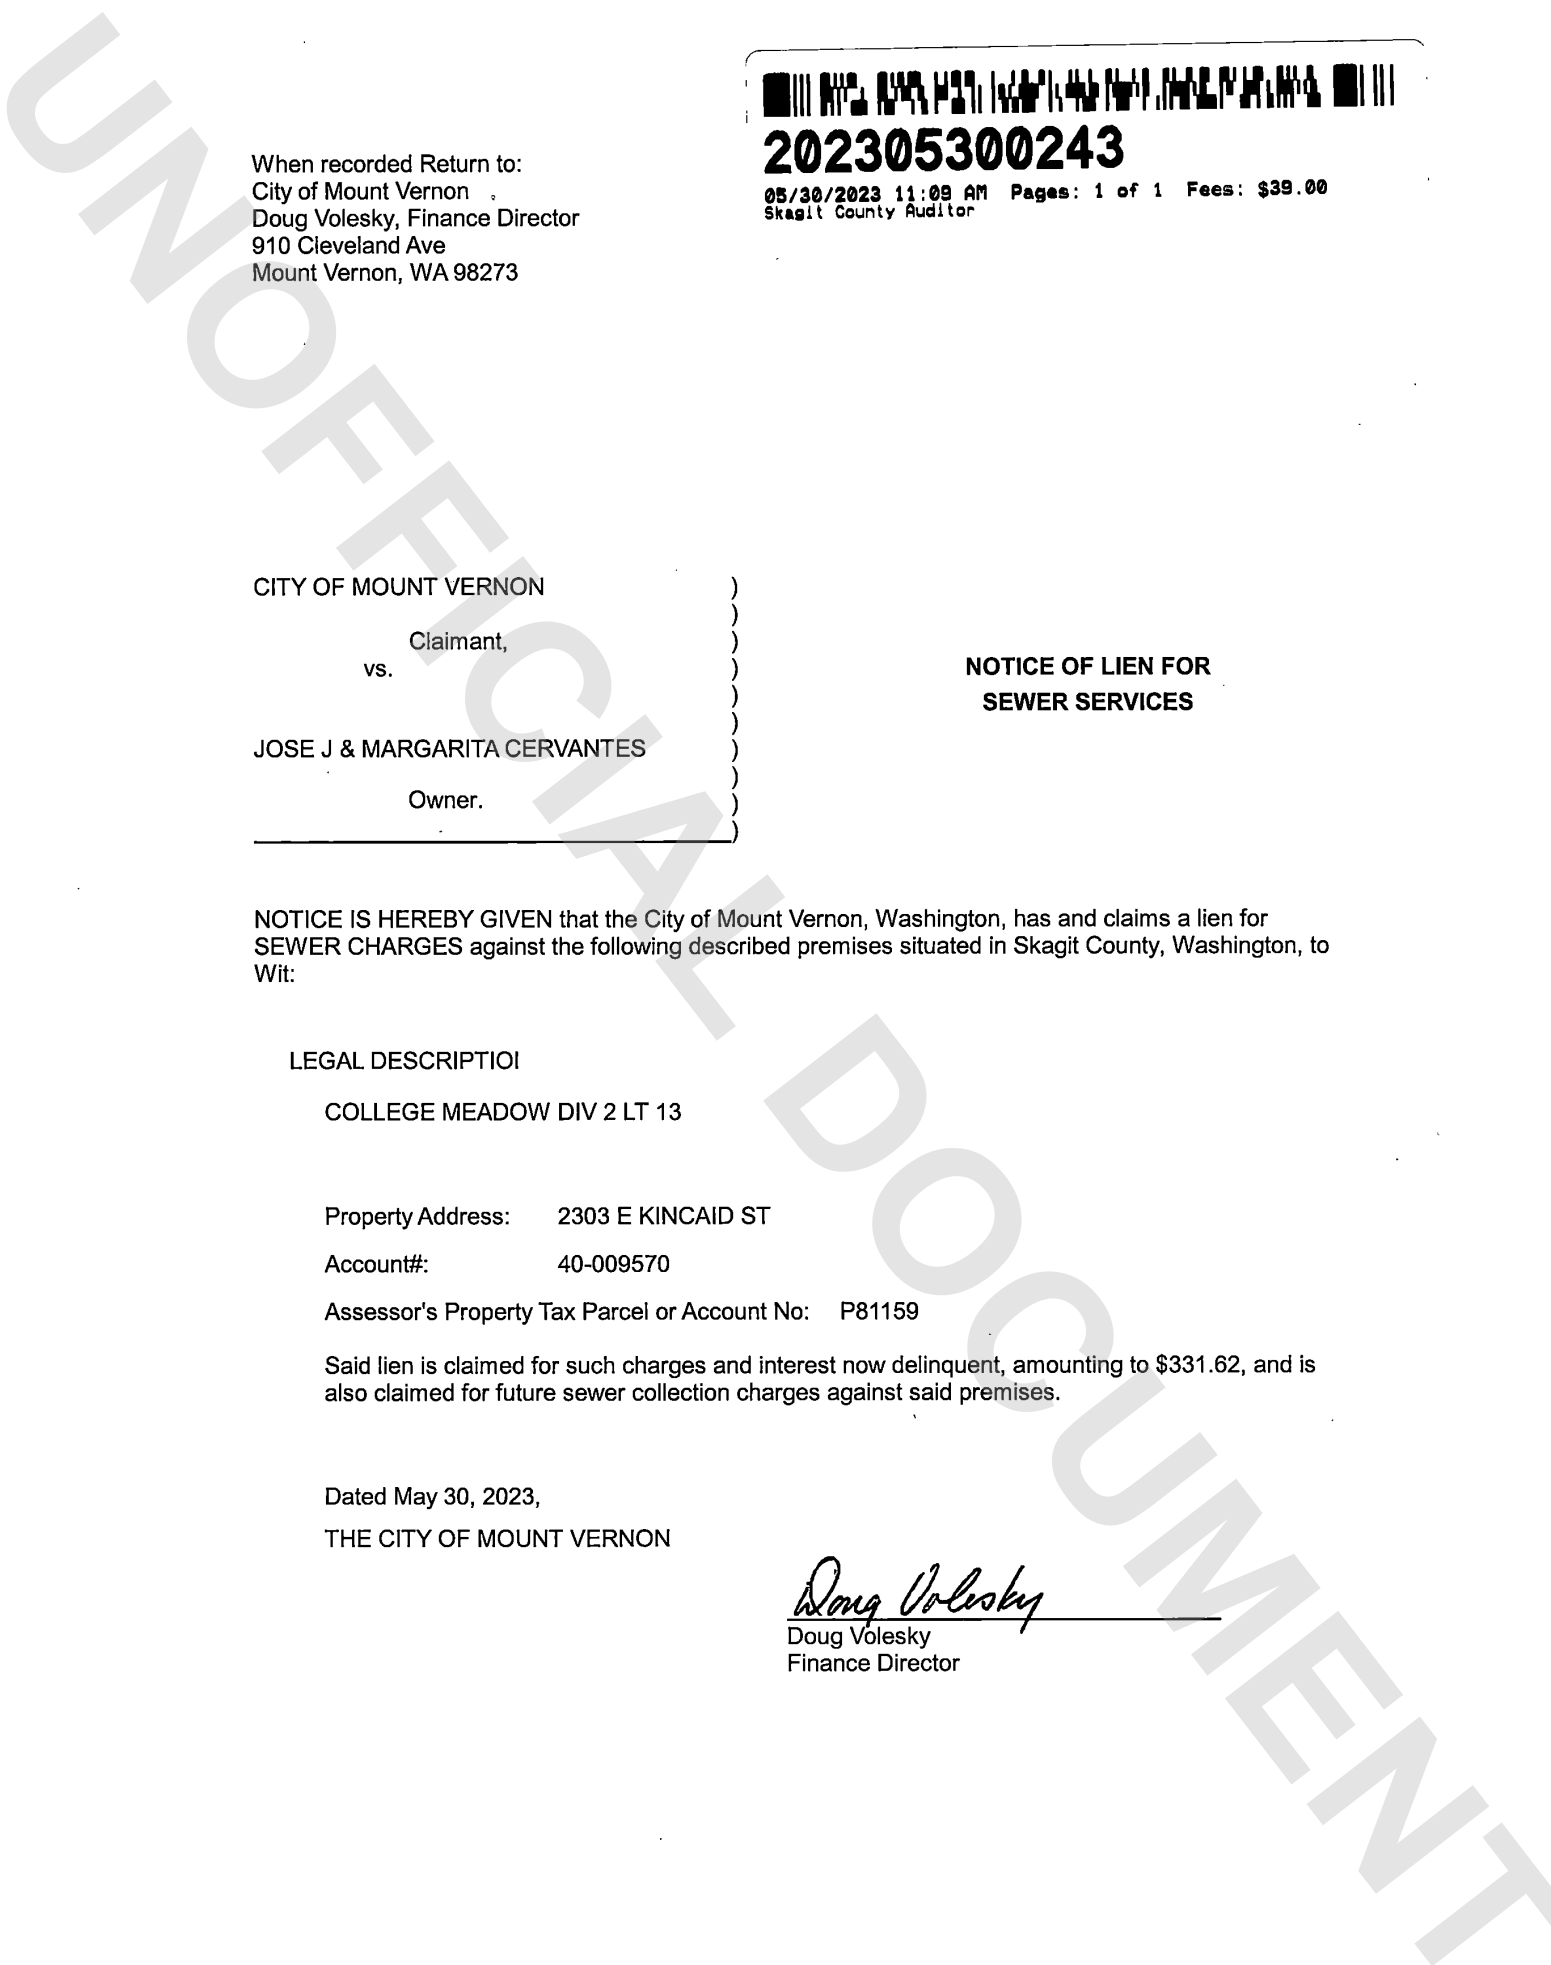 202305300243
05/30/2023 11:09 AM Pages: 1 of 1 Fees: $39.00
Skagit County Auditor
When recorded Return to:
City of Mount Vernon
Doug Volesky, Finance Director
910 Cleveland Ave
Mount Vernon, WA 98273
CITY OF MOUNT VERNON )
)
Claimant, )
vs. )
)
)
JOSE J & MARGARITA CERVANTES )
)
Owner. )
)
NOTICE OF LIEN FOR
SEWER SERVICES
NOTICE IS HEREBY GIVEN that the City of Mount Vernon, Washington, has and claims a lien for
SEWER CHARGES against the following described premises situated in Skagit County, Washington, to
Wit:
LEGAL DESCRIPTIOI
COLLEGE MEADOW DIV 2 LT 13
Property Address: 2303 E KINCAID ST
Account#: 40-009570
Assessor's Property Tax Parcel or Account No: P81159
Said lien is claimed for such charges and interest now delinquent, amounting to $331.62, and is
also claimed for future sewer collection charges against said premises.
Dated May 30, 2023,
THE CITY OF MOUNT VERNON
Doug Volesky
Doug Volesky
Finance Director
UNOFFICIAL DOCUMENT